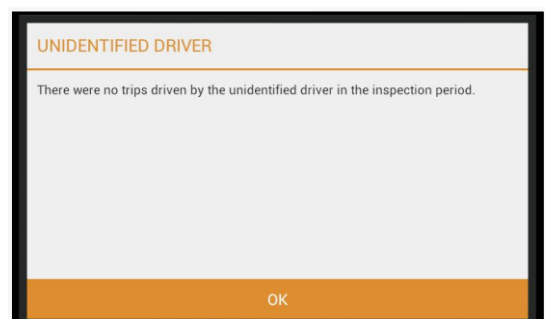 UNIDENTIFIED DRIVER
There were no trips driven by the unidentified driver in the inspection period.
OK